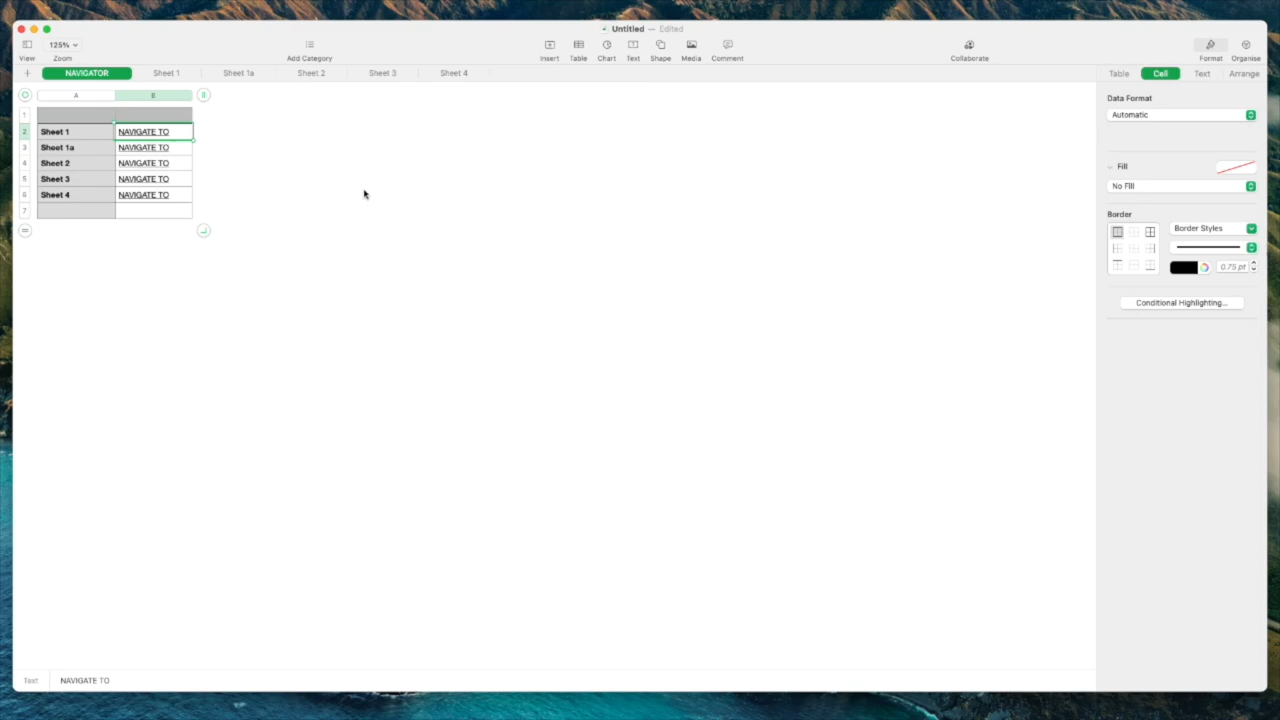 Untitled — Edited
125%
View Zoom Add Category Insert Table Chart Text Shape Media Comment Collaborate Format Organise
NAVIGATOR Sheet 1 Sheet 1a Sheet 2 Sheet 3 Sheet 4
Table Cell Text Arrange
A B
1
2 Sheet 1 NAVIGATE TO
3 Sheet 1a NAVIGATE TO
4 Sheet 2 NAVIGATE TO
5 Sheet 3 NAVIGATE TO
6 Sheet 4 NAVIGATE TO
7
Data Format
Automatic
Fill
No Fill
Border
Border Styles
0.75 pt
Conditional Highlighting...
Text NAVIGATE TO